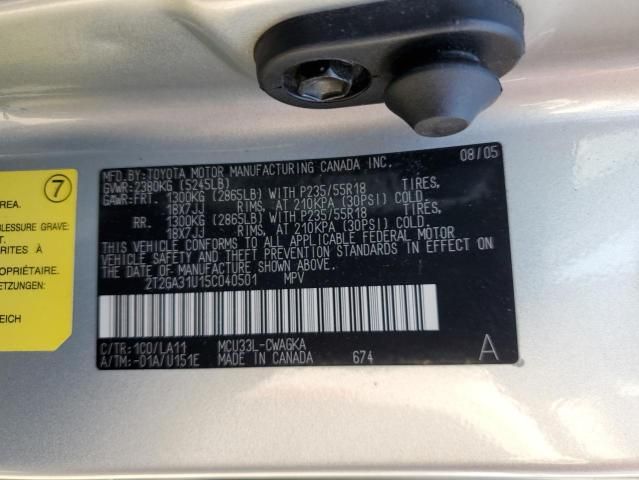 7
REA.
BLESSURE GRAVE:
T.
RITES À
PROPRIÉTAIRE.
REICH
MFD.BY:TOYOTA MOTOR MANUFACTURING CANADA INC. 08/05
GVWR:2380KG (5245LB)
GAWR:FRT. 1300KG (2865LB) WITH P235/55R18 TIRES,
18X7JJ RIMS, AT 210KPA (30PSI) COLD
RR. 1300KG (2865LB) WITH P235/55R18 TIRES,
18X7JJ RIMS, AT 210KPA (30PSI) COLD.
THIS VEHICLE CONFORMS TO ALL APPLICABLE FEDERAL MOTOR
VEHICLE SAFETY AND THEFT PREVENTION STANDARDS IN EFFECT
ON THE DATE OF MANUFACTURE SHOWN ABOVE.
2T2GA31U15C040501 MPV
C/TR:1C0/LA11 MCU33L-CWAGKA
A/TM:-01A/U151E MADE IN CANADA 674 A